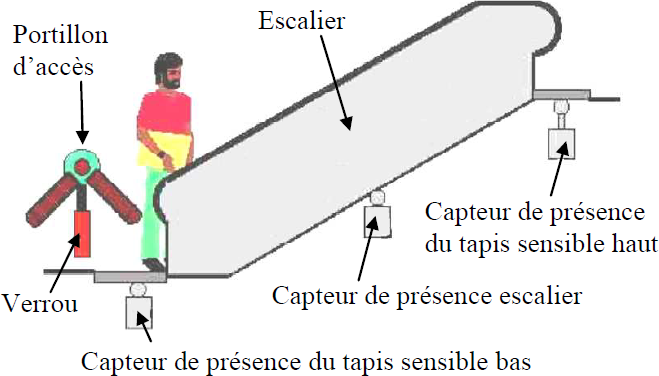 Portillon
d’accès
Escalier
Capteur de présence
du tapis sensible haut
Verrou
Capteur de présence escalier
Capteur de présence du tapis sensible bas